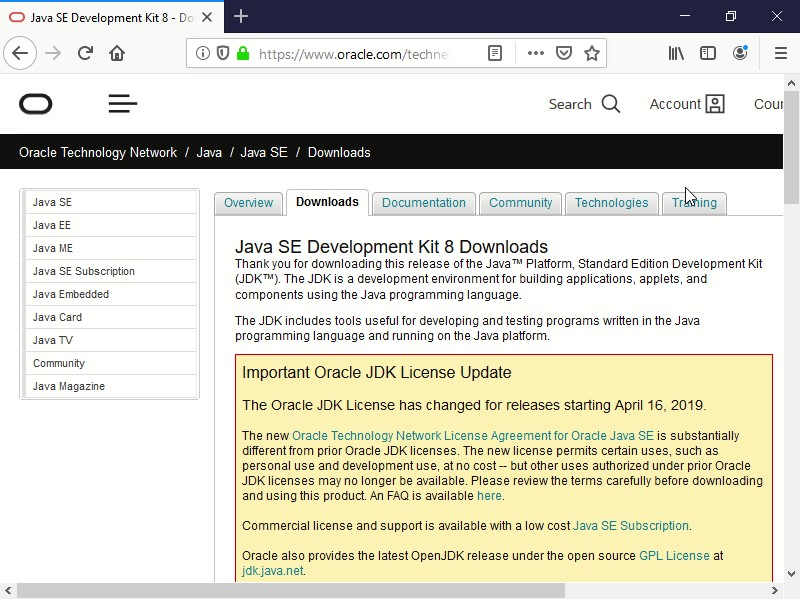 Java SE Development Kit 8 - Do
https://www.oracle.com/techne
Search
Account
Cour
Oracle Technology Network / Java / Java SE / Downloads
Java SE
Java EE
Java ME
Java SE Subscription
Java Embedded
Java Card
Java TV
Community
Java Magazine
Overview
Downloads
Documentation
Community
Technologies
Training
Java SE Development Kit 8 Downloads
Thank you for downloading this release of the Java™ Platform, Standard Edition Development Kit
(JDK™). The JDK is a development environment for building applications, applets, and
components using the Java programming language.
The JDK includes tools useful for developing and testing programs written in the Java
programming language and running on the Java platform.
Important Oracle JDK License Update
The Oracle JDK License has changed for releases starting April 16, 2019.
The new Oracle Technology Network License Agreement for Oracle Java SE is substantially
different from prior Oracle JDK licenses. The new license permits certain uses, such as
personal use and development use, at no cost -- but other uses authorized under prior Oracle
JDK licenses may no longer be available. Please review the terms carefully before downloading
and using this product. An FAQ is available here.
Commercial license and support is available with a low cost Java SE Subscription.
Oracle also provides the latest OpenJDK release under the open source GPL License at
jdk.java.net.